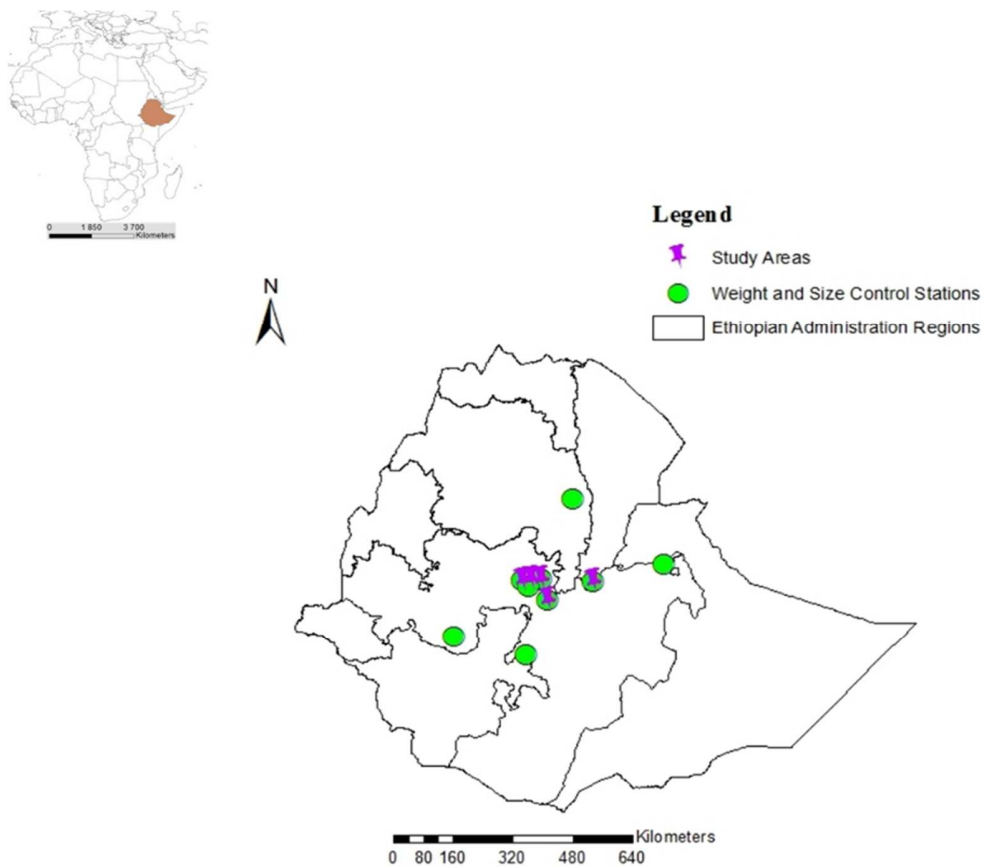 0 1 850 3 700
Kilometers
Legend
Study Areas
Weight and Size Control Stations
Ethiopian Administration Regions
N
Kilometers
0 80 160 320 480 640